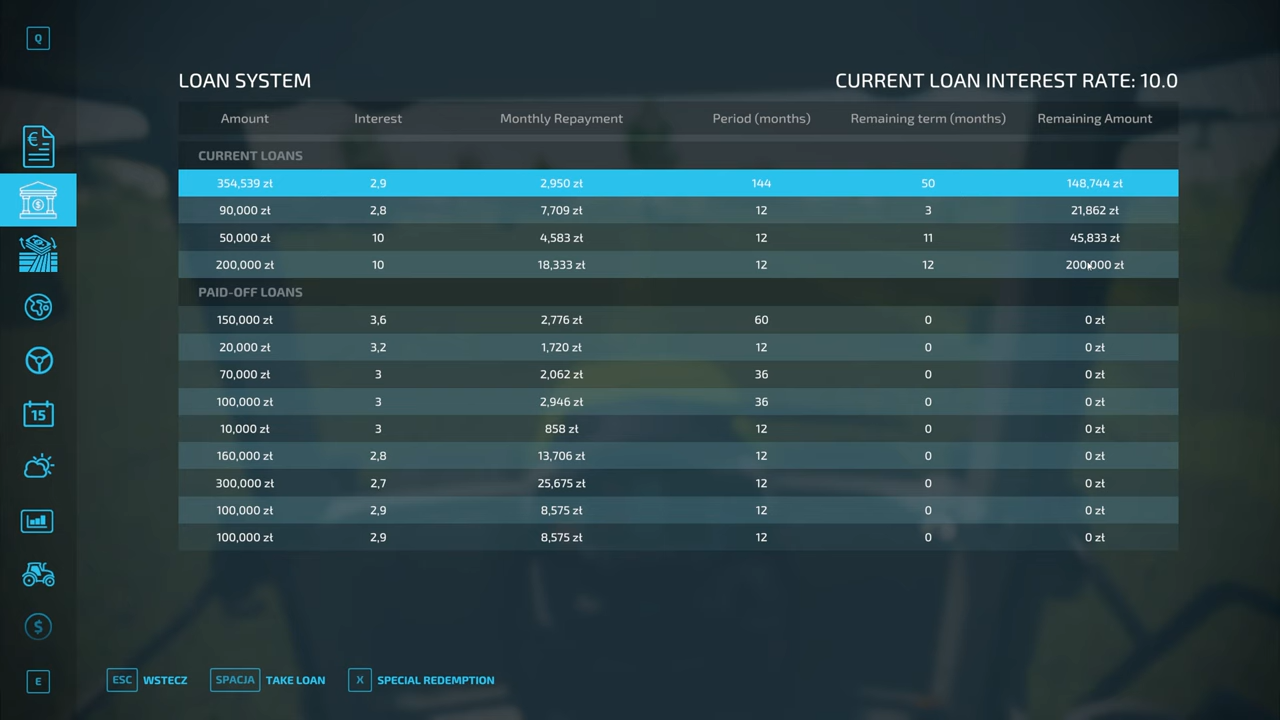 Q
LOAN SYSTEM CURRENT LOAN INTEREST RATE: 10.0
Amount Interest Monthly Repayment Period (months) Remaining term (months) Remaining Amount
CURRENT LOANS
354,539 zł 2,9 2,950 zł 144 50 148,744 zł
90,000 zł 2,8 7,709 zł 12 3 21,862 zł
50,000 zł 10 4,583 zł 12 11 45,833 zł
200,000 zł 10 18,333 zł 12 12 200,000 zł
PAID-OFF LOANS
150,000 zł 3,6 2,776 zł 60 0 0 zł
20,000 zł 3,2 1,720 zł 12 0 0 zł
70,000 zł 3 2,062 zł 36 0 0 zł
100,000 zł 3 2,946 zł 36 0 0 zł
10,000 zł 3 858 zł 12 0 0 zł
160,000 zł 2,8 13,706 zł 12 0 0 zł
300,000 zł 2,7 25,675 zł 12 0 0 zł
100,000 zł 2,9 8,575 zł 12 0 0 zł
100,000 zł 2,9 8,575 zł 12 0 0 zł
15
E
ESC WSTECZ SPACJA TAKE LOAN X SPECIAL REDEMPTION